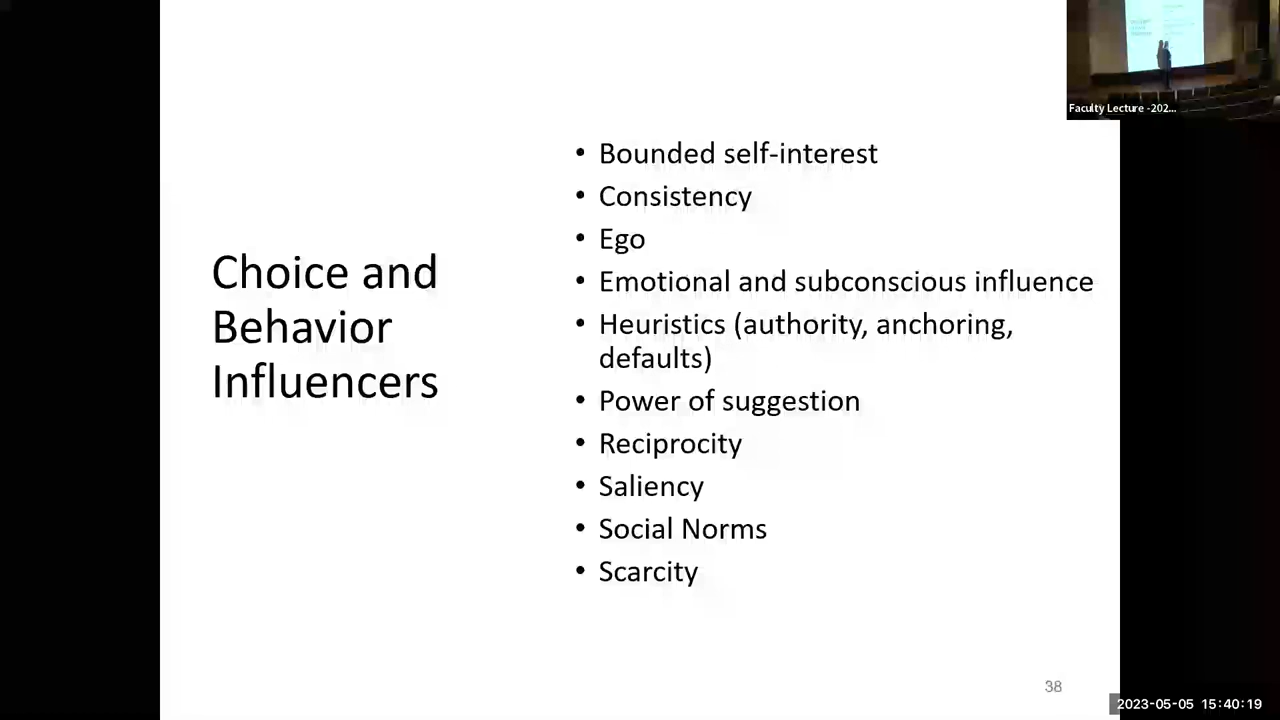 Faculty Lecture -202...
Choice and
Behavior
Influencers
• Bounded self-interest
• Consistency
• Ego
• Emotional and subconscious influence
• Heuristics (authority, anchoring,
defaults)
• Power of suggestion
• Reciprocity
• Saliency
• Social Norms
• Scarcity
38
2023-05-05 15:40:19